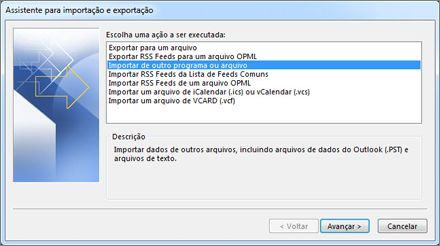 Assistente para importação e exportação
Escolha uma ação a ser executada:
Exportar para um arquivo
Exportar RSS Feeds para um arquivo OPML
Importar de outro programa ou arquivo
Importar RSS Feeds da Lista de Feeds Comuns
Importar RSS Feeds de um arquivo OPML
Importar um arquivo de iCalendar (.ics) ou vCalendar (.vcs)
Importar um arquivo de VCARD (.vcf)
Descrição
Importar dados de outros arquivos, incluindo arquivos de dados do Outlook (.PST) e
arquivos de texto.
< Voltar
Avançar >
Cancelar